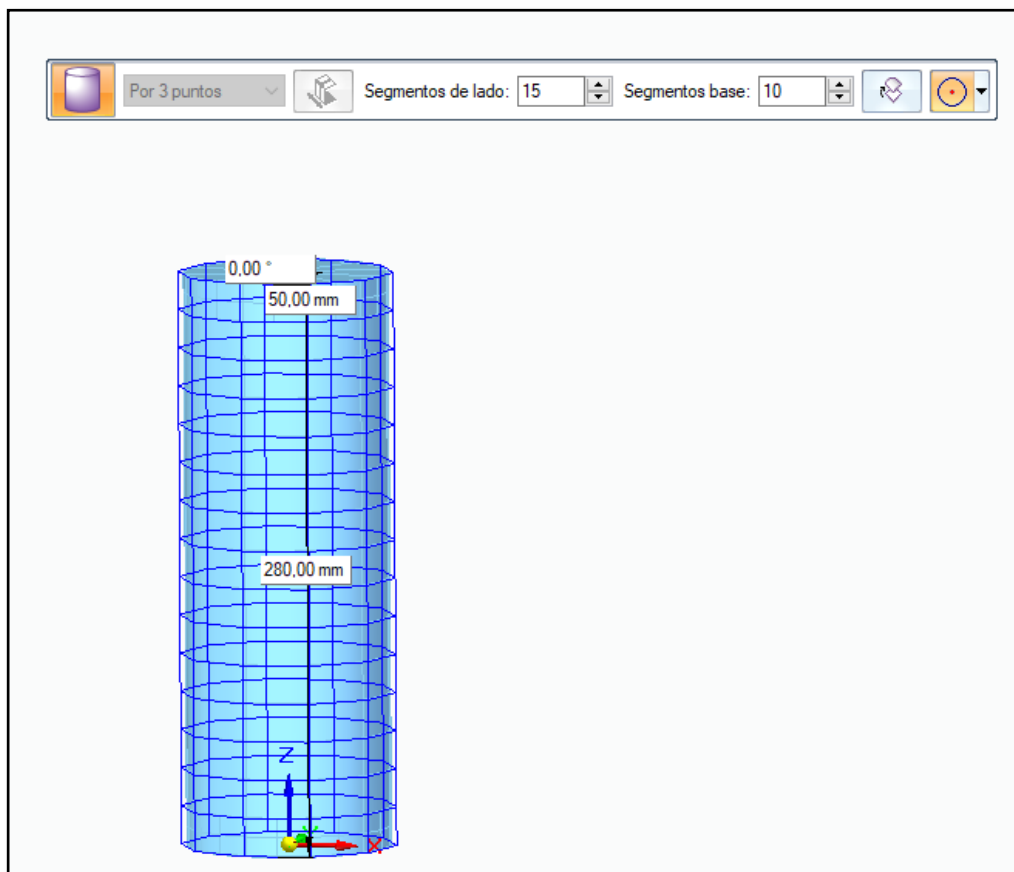 Por 3 puntos Segmentos de lado: 15 Segmentos base: 10
0,00 °
50,00 mm
280,00 mm
Z
Y
X